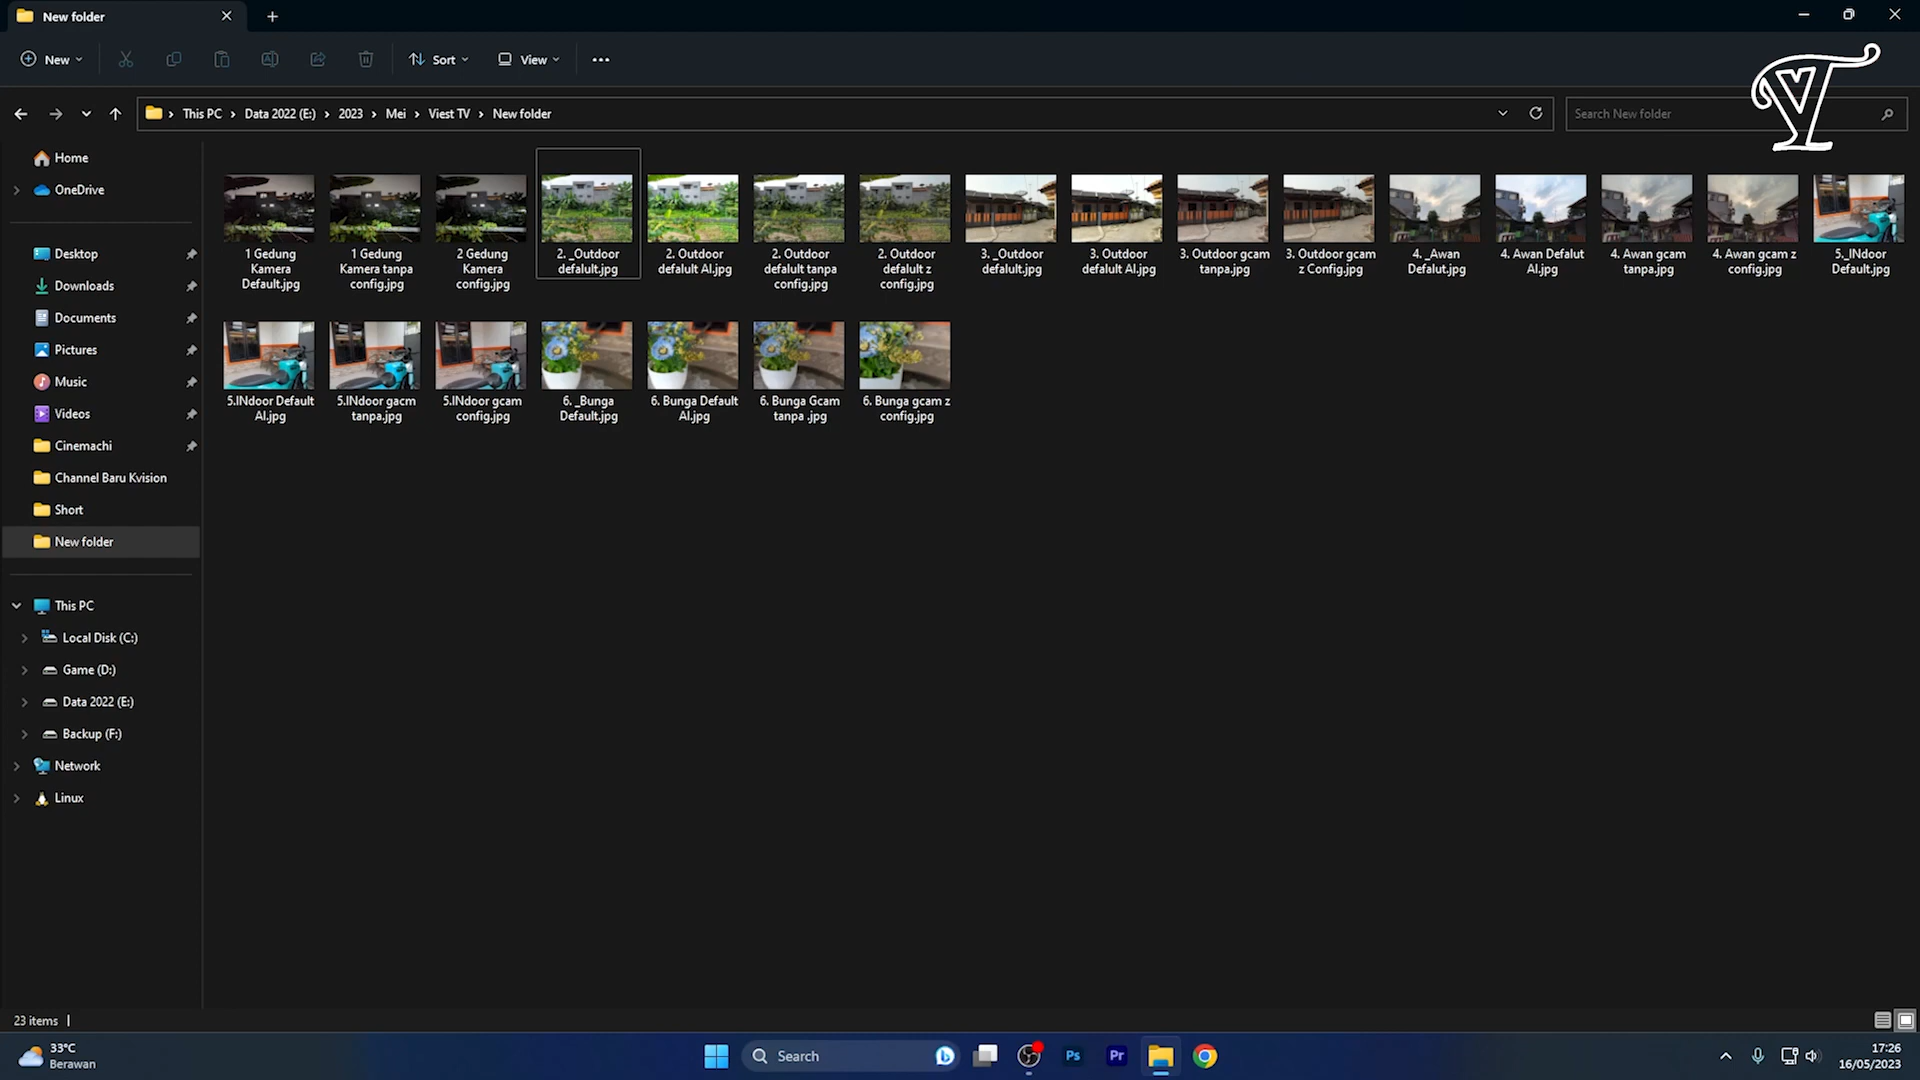 New folder
New
Sort
View
This PC
Data 2022 (E:)
2023
Mei
Viest TV
New folder
Search New folder
Home
OneDrive
Desktop
Downloads
Documents
Pictures
Music
Videos
Cinemachi
Channel Baru Kvision
Short
New folder
This PC
Local Disk (C:)
Game (D:)
Data 2022 (E:)
Backup (F:)
Network
Linux
1 Gedung
Kamera
Default.jpg
1 Gedung
Kamera tanpa
config.jpg
2 Gedung
Kamera
config.jpg
2. _Outdoor
defalult.jpg
2. Outdoor
defalult AI.jpg
2. Outdoor
defalult tanpa
config.jpg
2. Outdoor
defalult z
config.jpg
3. _Outdoor
defalult.jpg
3. Outdoor
defalult AI.jpg
3. Outdoor gcam
tanpa.jpg
3. Outdoor gcam
z Config.jpg
4. _Awan
Defalut.jpg
4. Awan Defalut
AI.jpg
4. Awan gcam
tanpa.jpg
4. Awan gcam z
config.jpg
5._INdoor
Default.jpg
5.INdoor Default
AI.jpg
5.INdoor gacm
tanpa.jpg
5.INdoor gcam
config.jpg
6. _Bunga
Default.jpg
6. Bunga Default
AI.jpg
6. Bunga Gcam
tanpa .jpg
6. Bunga gcam z
config.jpg
23 items
33°C
Berawan
Search
Ps
Pr
17:26
16/05/2023